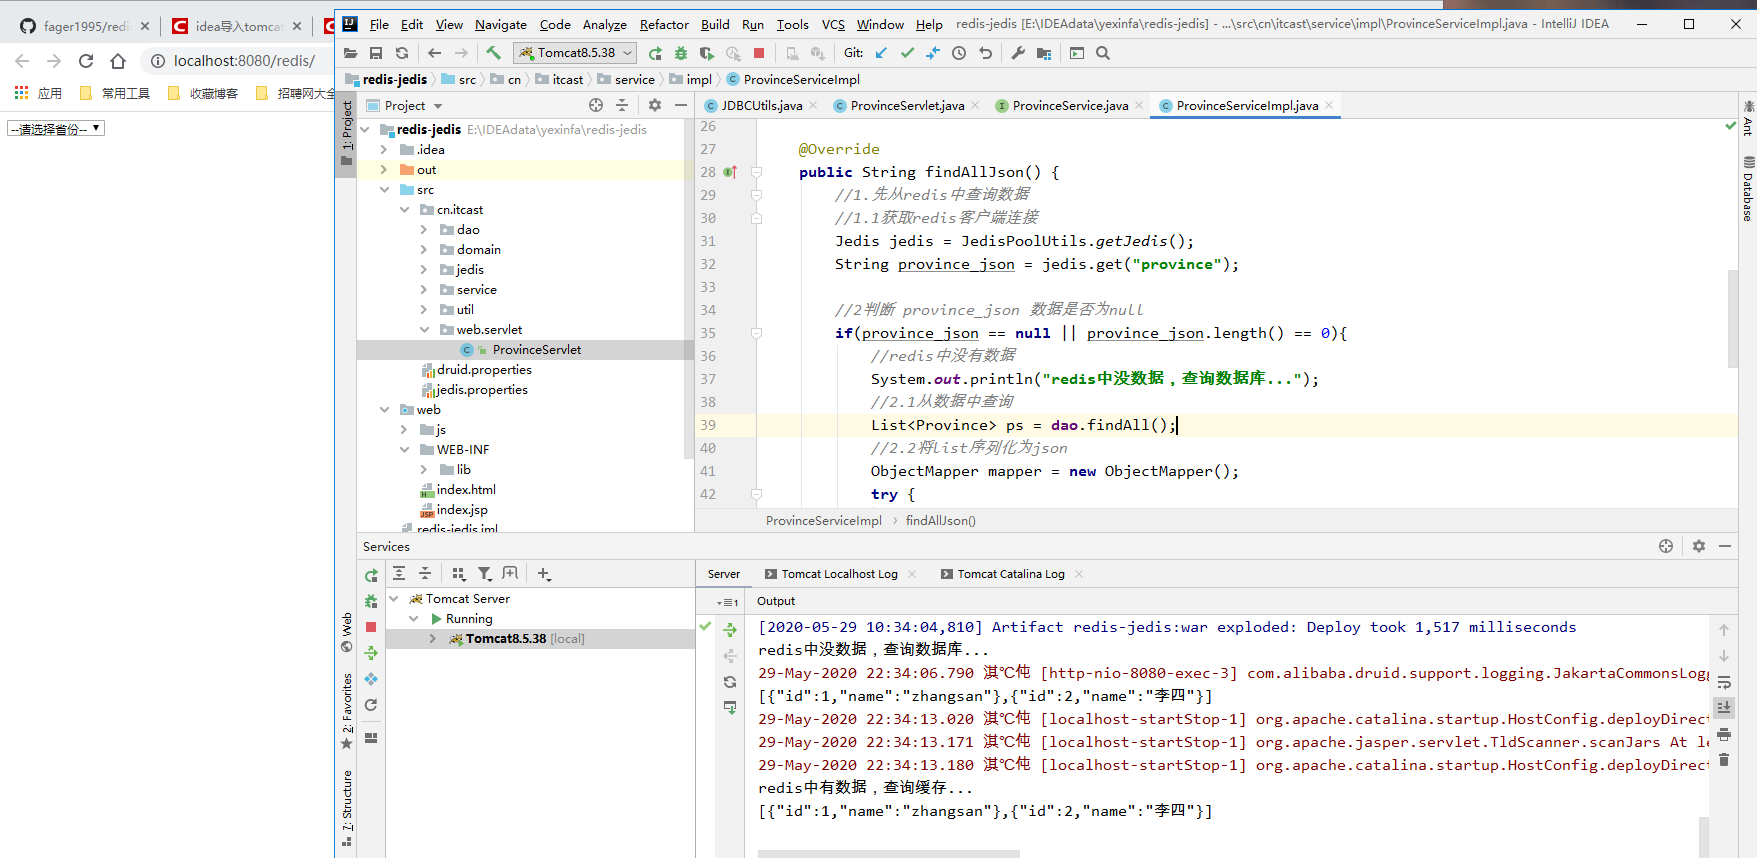 fager1995/redi
idea导入tomcat
localhost:8080/redis/
应用
常用工具
收藏博客
招聘网大全
--请选择省份--
File Edit View Navigate Code Analyze Refactor Build Run Tools VCS Window Help redis-jedis [E:\IDEAdata\yexinfa\redis-jedis] - ...\src\cn\itcast\service\impl\ProvinceServiceImpl.java - IntelliJ IDEA
Tomcat8.5.38
Git:
redis-jedis src cn itcast service impl ProvinceServiceImpl
1: Project
Project
redis-jedis E:\IDEAdata\yexinfa\redis-jedis
.idea
out
src
cn.itcast
dao
domain
jedis
service
util
web.servlet
ProvinceServlet
druid.properties
jedis.properties
web
js
WEB-INF
lib
index.html
index.jsp
redis-jedis.iml
JDBCUtils.java ProvinceServlet.java ProvinceService.java ProvinceServiceImpl.java
26
27 @Override
28 public String findAllJson() {
29 //1.先从redis中查询数据
30 //1.1获取redis客户端连接
31 Jedis jedis = JedisPoolUtils.getJedis();
32 String province_json = jedis.get("province");
33
34 //2判断 province_json 数据是否为null
35 if(province_json == null || province_json.length() == 0){
36 //redis中没有数据
37 System.out.println("redis中没数据，查询数据库...");
38 //2.1从数据中查询
39 List<Province> ps = dao.findAll();
40 //2.2将list序列化为json
41 ObjectMapper mapper = new ObjectMapper();
42 try {
ProvinceServiceImpl › findAllJson()
Ant
Database
Services
Web
2: Favorites
7: Structure
Tomcat Server
Running
Tomcat8.5.38 [local]
Server Tomcat Localhost Log Tomcat Catalina Log
1
Output
[2020-05-29 10:34:04,810] Artifact redis-jedis:war exploded: Deploy took 1,517 milliseconds
redis中没数据，查询数据库...
29-May-2020 22:34:06.790 淇℃伅 [http-nio-8080-exec-3] com.alibaba.druid.support.logging.JakartaCommonsLogg
[{"id":1,"name":"zhangsan"},{"id":2,"name":"李四"}]
29-May-2020 22:34:13.020 淇℃伅 [localhost-startStop-1] org.apache.catalina.startup.HostConfig.deployDirect
29-May-2020 22:34:13.171 淇℃伅 [localhost-startStop-1] org.apache.jasper.servlet.TldScanner.scanJars At le
29-May-2020 22:34:13.180 淇℃伅 [localhost-startStop-1] org.apache.catalina.startup.HostConfig.deployDirect
redis中有数据，查询缓存...
[{"id":1,"name":"zhangsan"},{"id":2,"name":"李四"}]